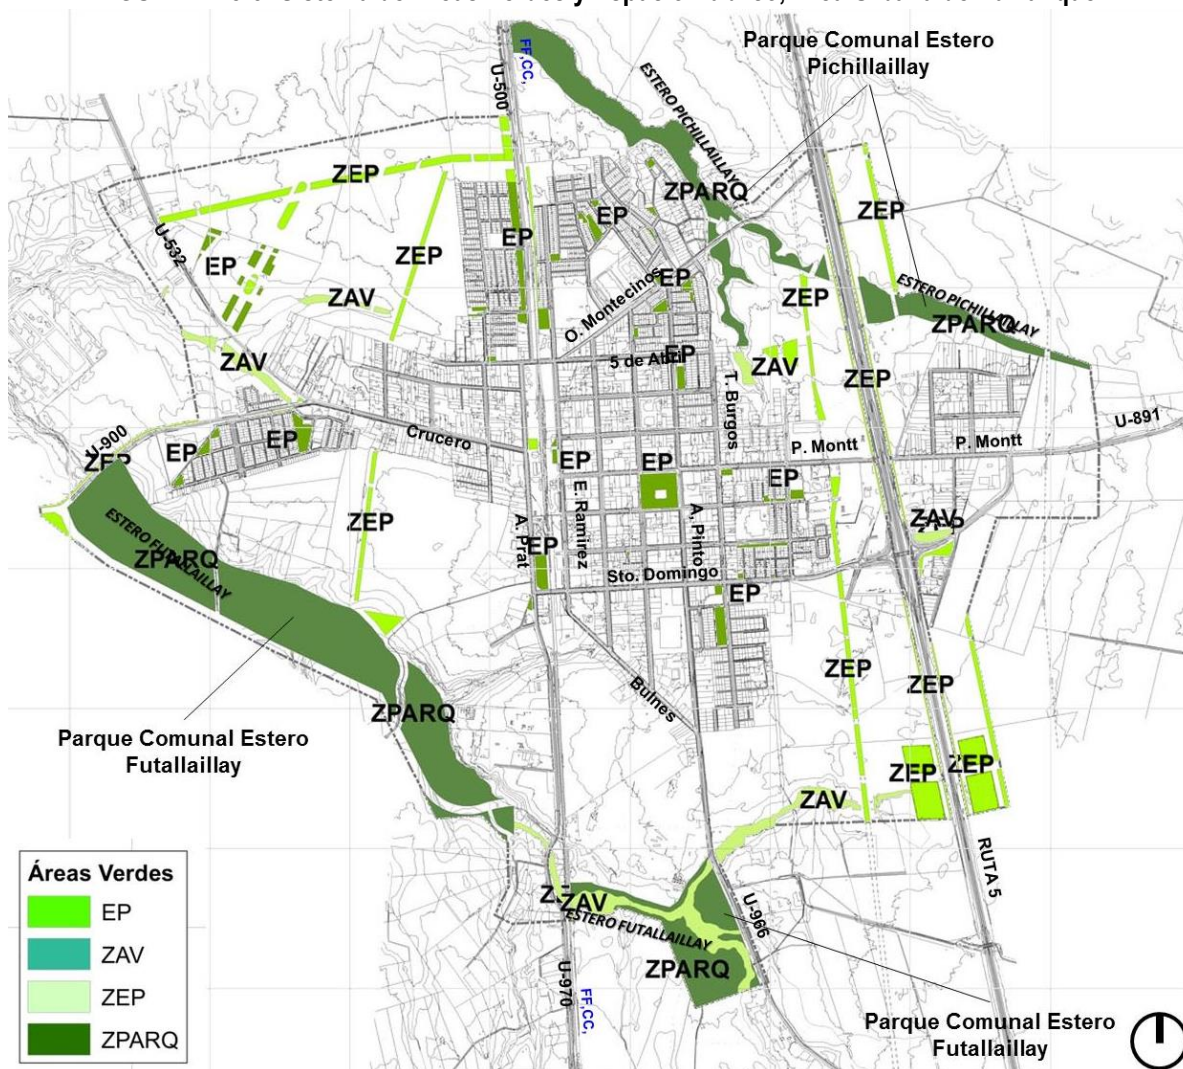 Parque Comunal Estero
Pichillaillay
FF,CC,
U-500
ESTERO PICHILLAILLAY
ZPARQ
ZEP
ZEP
EP
EP
U-532
EP
ZEP
EP
ZEP
ZAV
O. Montecinos
ESTERO PICHILLAILLAY
ZPARQ
ZAV
5 de Abril
EP
ZAV
ZEP
T. Burgos
U-891
U-900
EP
EP
Crucero
P. Montt
P. Montt
ZEP
EP
EP
EP
E. Ramirez
A. Pinto
ZEP
ZAV
ESTERO FUTALLAILLAY
ZPARQ
A. Prat
EP
Sto. Domingo
EP
ZEP
ZEP
Bulnes
ZPARQ
Parque Comunal Estero
Futallaillay
ZEP
ZEP
ZAV
RUTA 5
ZAV
ESTERO FUTALLAILLAY
U-966
ZPARQ
U-970
FF,CC,
Parque Comunal Estero
Futallaillay
Áreas Verdes
EP
ZAV
ZEP
ZPARQ